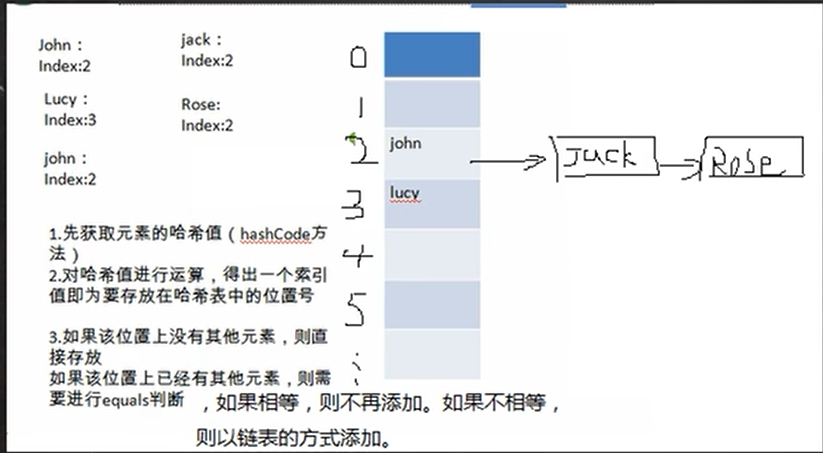 John：
Index:2
jack：
Index:2
Lucy：
Index:3
Rose:
Index:2
john：
Index:2
0
1
2
3
4
5
john
lucy
Jack
Rose
1.先获取元素的哈希值（hashCode方
法）
2.对哈希值进行运算，得出一个索引
值即为要存放在哈希表中的位置号
3.如果该位置上没有其他元素，则直
接存放
如果该位置上已经有其他元素，则需
要进行equals判断 ，如果相等，则不再添加。如果不相等，
则以链表的方式添加。